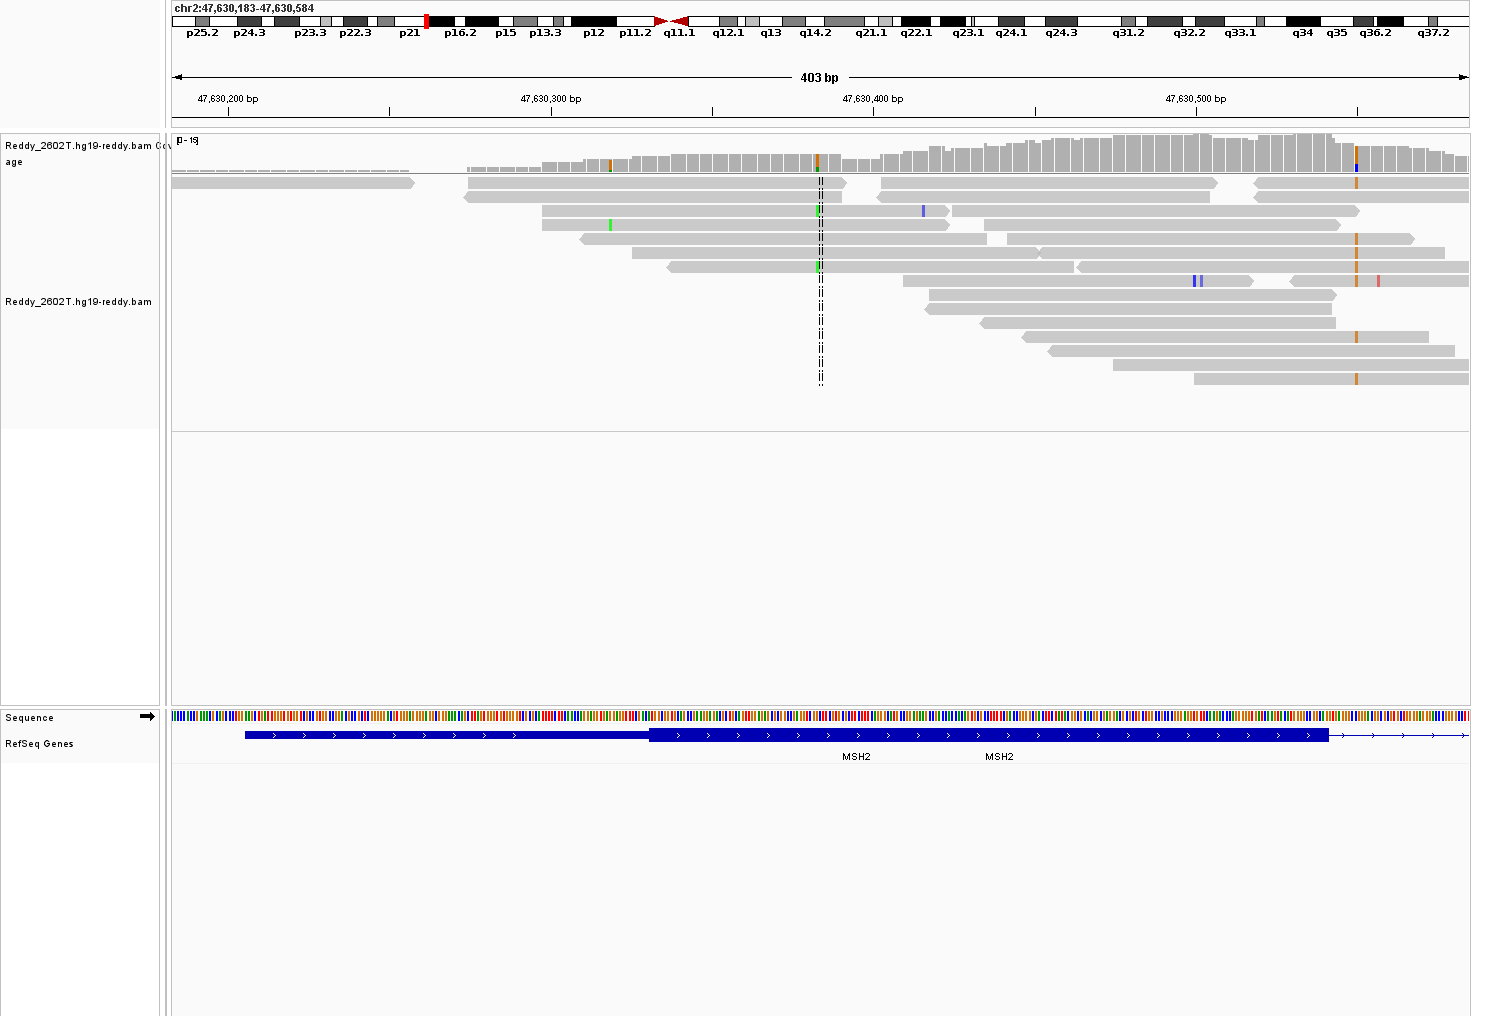 chr2:47,630,183-47,630,584
p25.2 p24.3 p23.3 p22.3 p21 p16.2 p15 p13.3 p12 p11.2 q11.1 q12.1 q13 q14.2 q21.1 q22.1 q23.1 q24.1 q24.3 q31.2 q32.2 q33.1 q34 q35 q36.2 q37.2
403 bp
47,630,200 bp 47,630,300 bp 47,630,400 bp 47,630,500 bp
[0 - 19]
Reddy_2602T.hg19-reddy.bam Cov
age
Reddy_2602T.hg19-reddy.bam
Sequence
RefSeq Genes
MSH2 MSH2